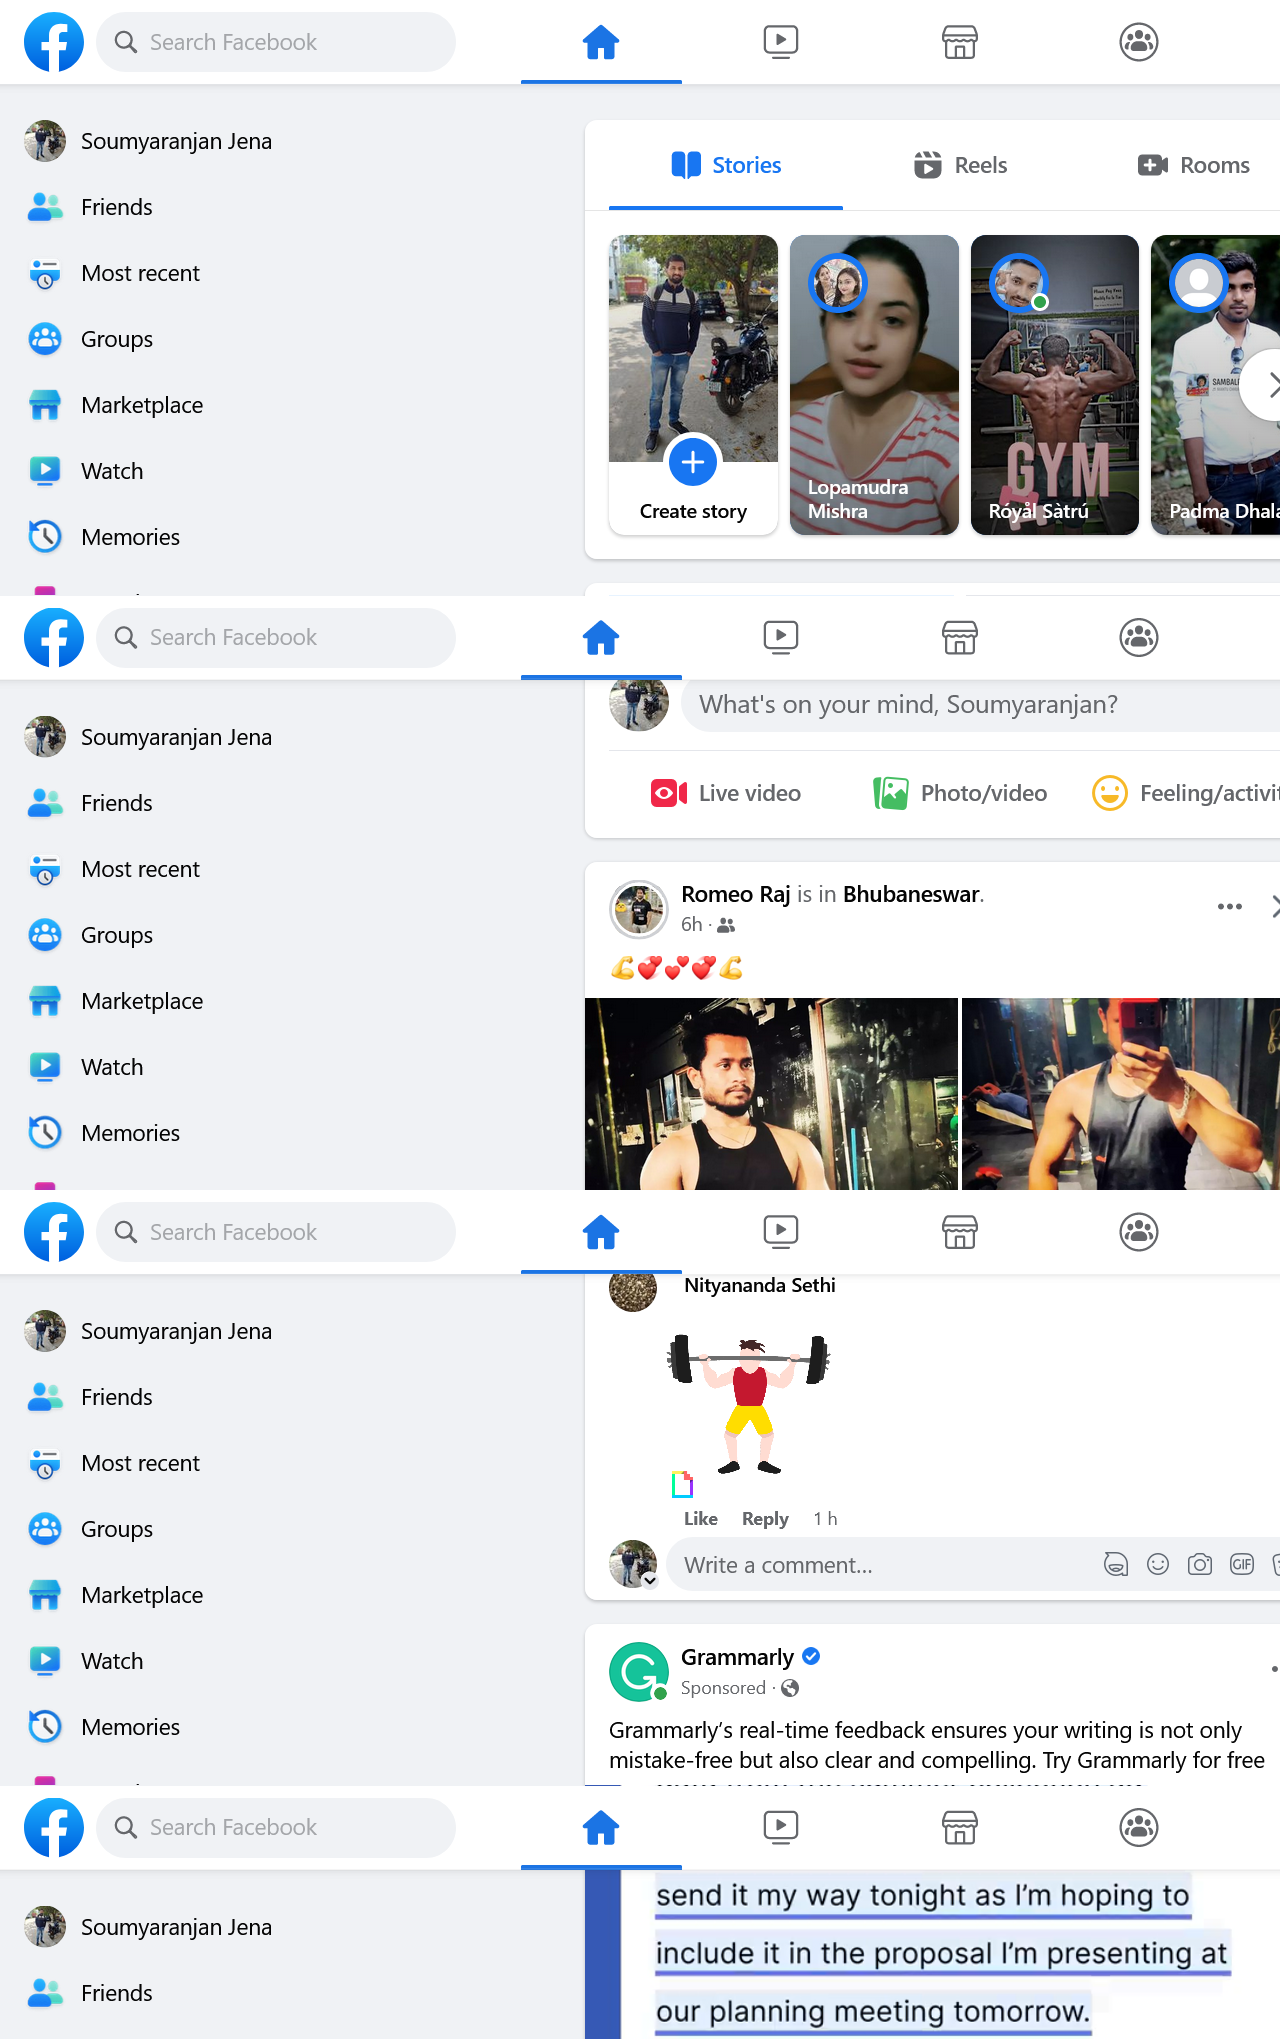 Search Facebook
Soumyaranjan Jena
Friends
Most recent
Groups
Marketplace
Watch
Memories
Stories
Reels
Rooms
Create story
Lopamudra
Mishra
GYM
Róyål Sàtrú
SAMBAL
Padma Dhala
Search Facebook
Soumyaranjan Jena
Friends
Most recent
Groups
Marketplace
Watch
Memories
What's on your mind, Soumyaranjan?
Live video
Photo/video
Feeling/activit
Romeo Raj is in Bhubaneswar.
6h ·
Search Facebook
Soumyaranjan Jena
Friends
Most recent
Groups
Marketplace
Watch
Memories
Nityananda Sethi
Like Reply 1 h
Write a comment...
GIF
Grammarly
Sponsored ·
Grammarly’s real-time feedback ensures your writing is not only
mistake-free but also clear and compelling. Try Grammarly for free
Search Facebook
Soumyaranjan Jena
Friends
send it my way tonight as I’m hoping to
include it in the proposal I’m presenting at
our planning meeting tomorrow.